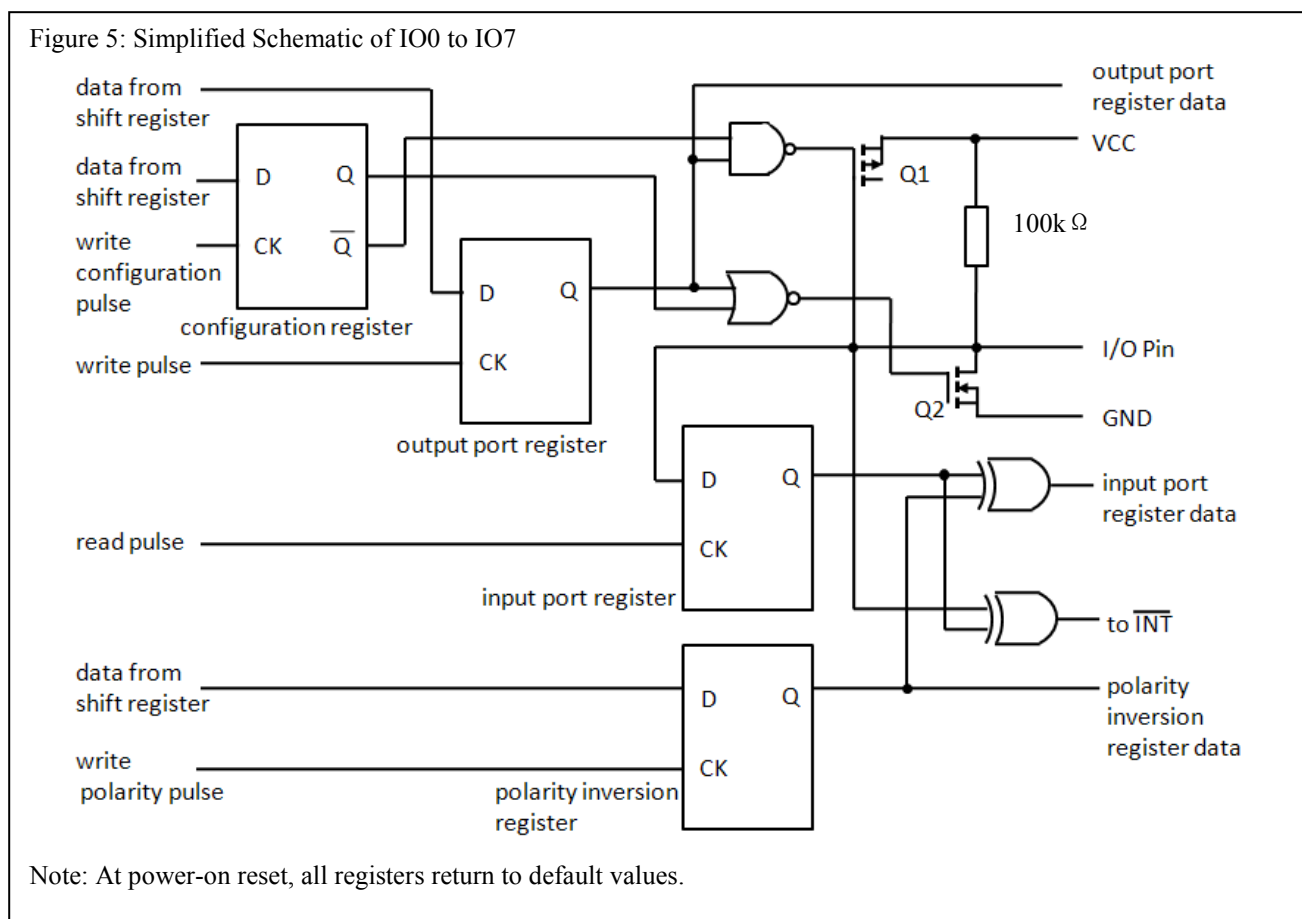 Figure 5: Simplified Schematic of IO0 to IO7
data from
shift register
output port
register data
data from
shift register
D
Q
VCC
Q1
100k Ω
write
configuration
pulse
CK
Q
configuration register
D
Q
write pulse
CK
I/O Pin
Q2
GND
output port register
D
Q
input port
register data
read pulse
CK
input port register
to INT
data from
shift register
D
Q
polarity
inversion
register data
write
polarity pulse
CK
polarity inversion
register
Note: At power-on reset, all registers return to default values.